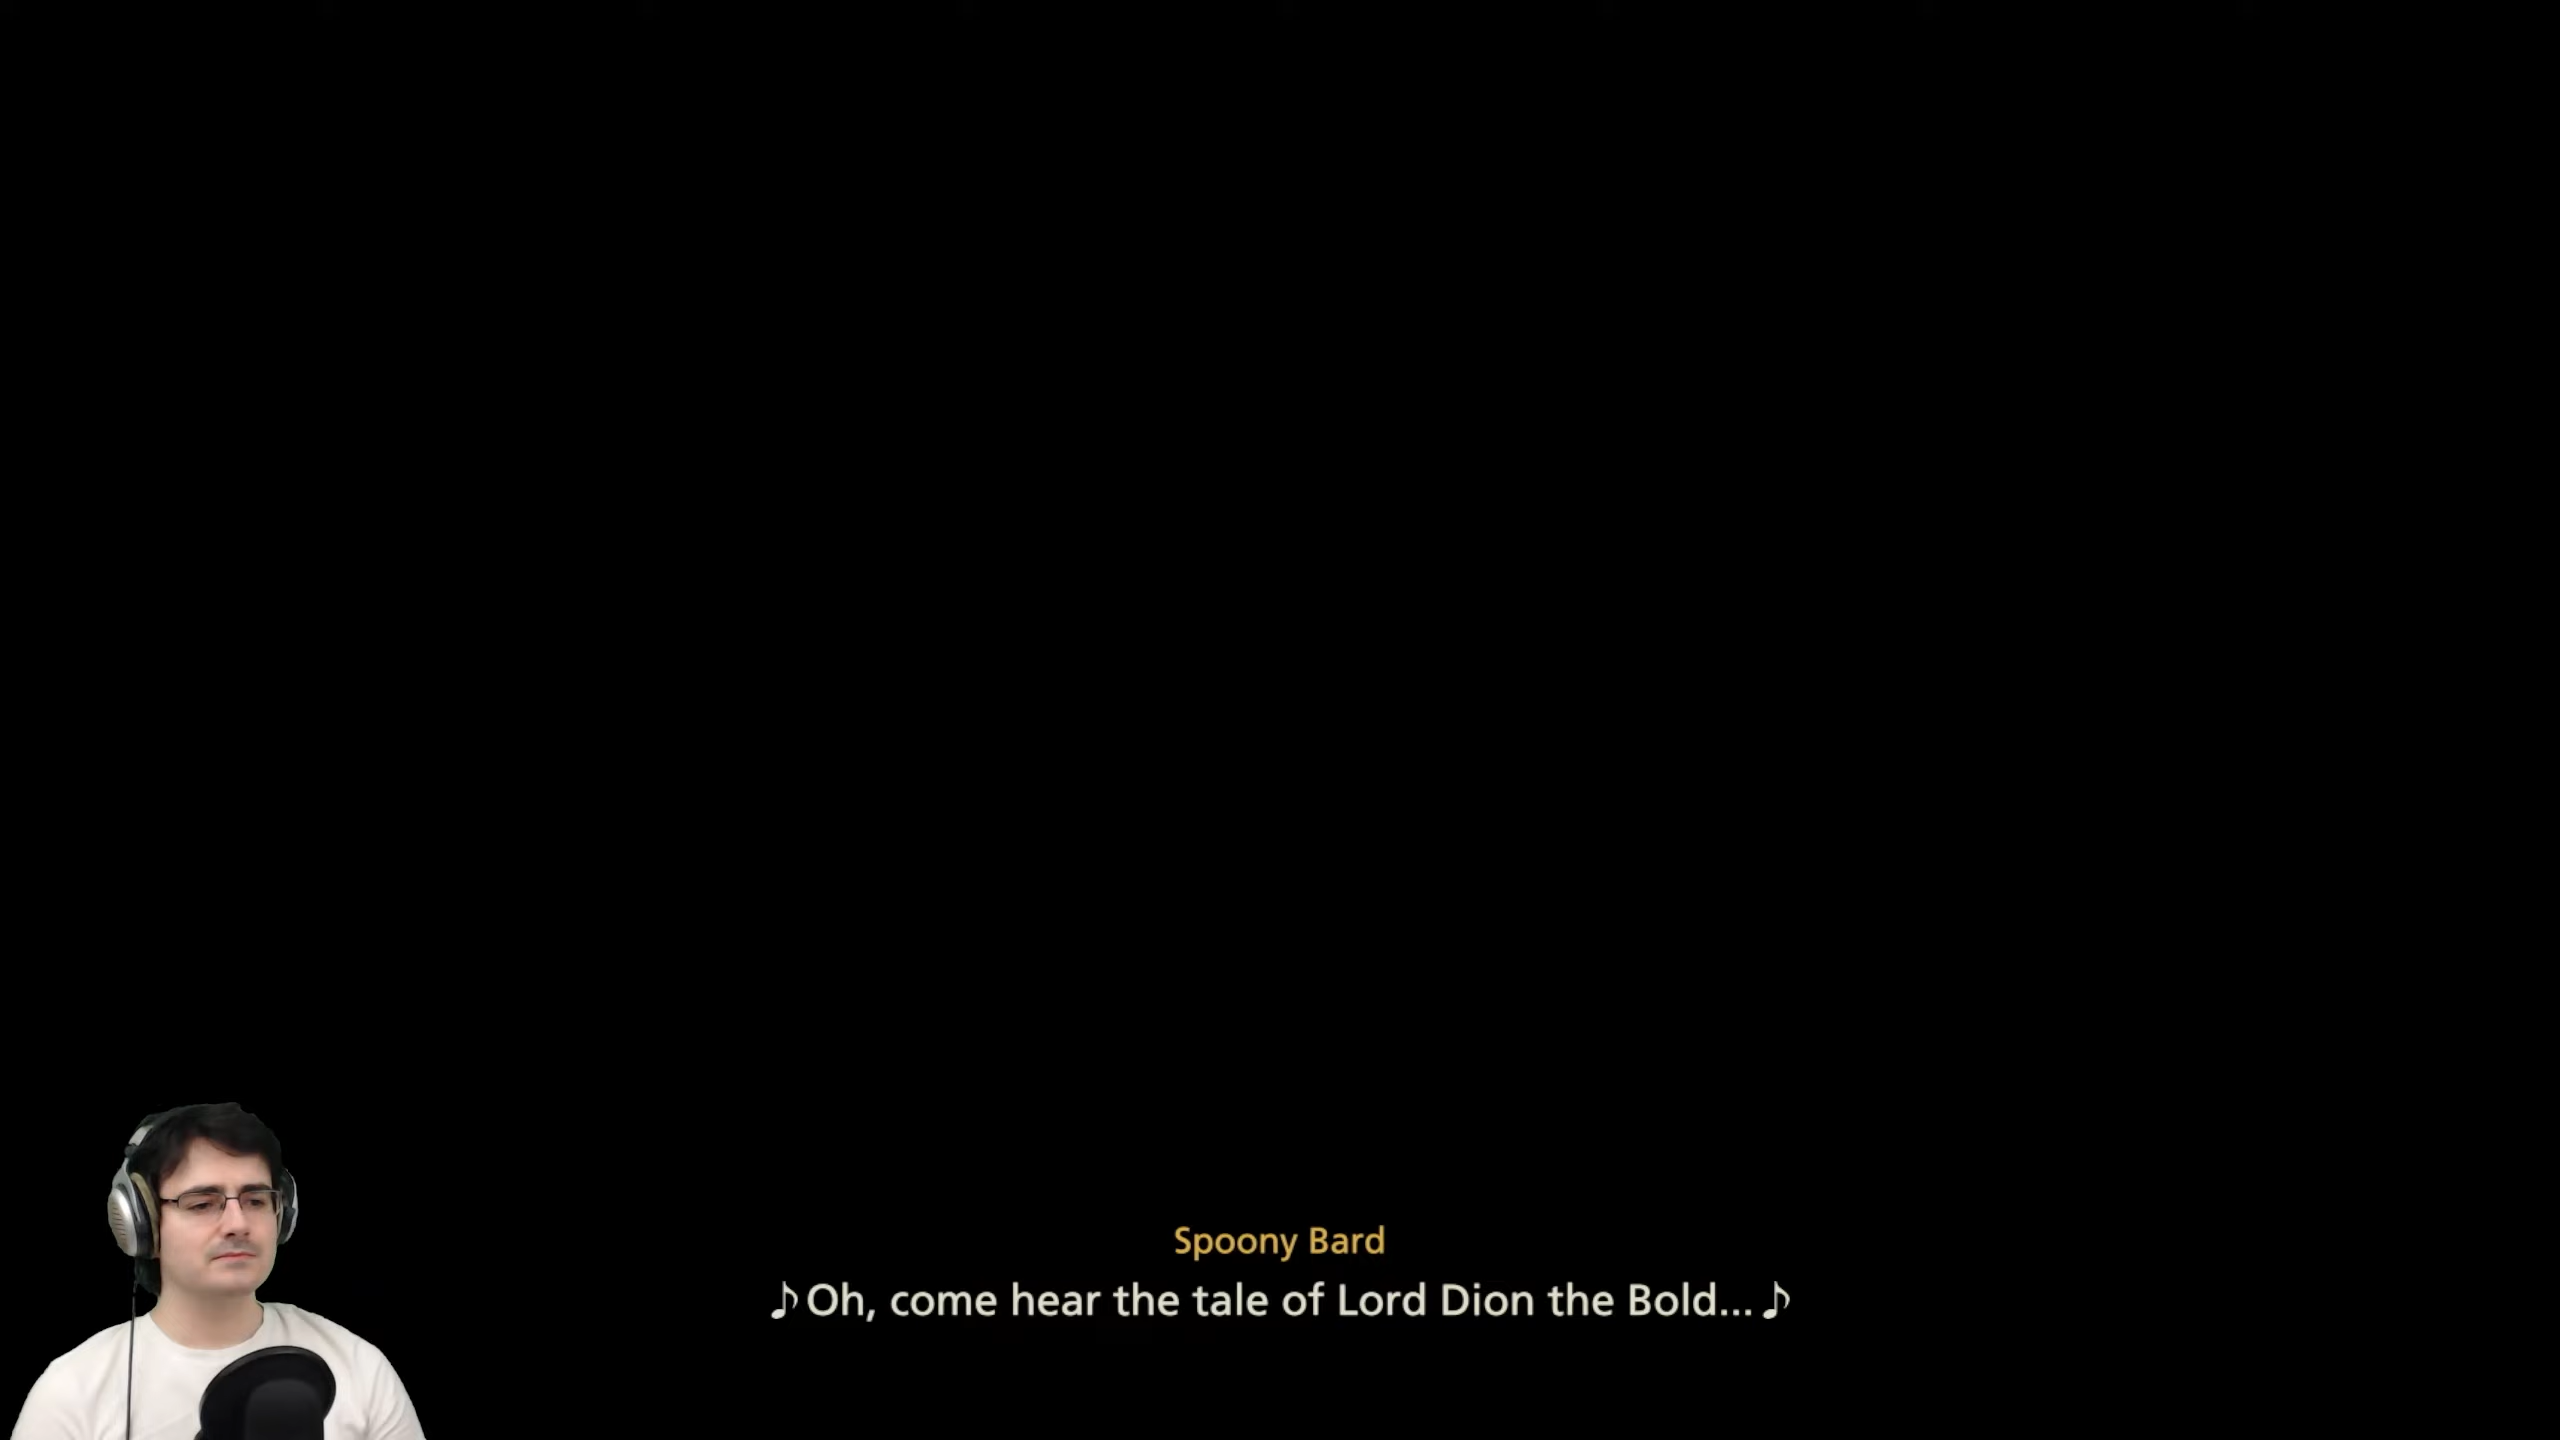 Spoony Bard
♪Oh, come hear the tale of Lord Dion the Bold...♪